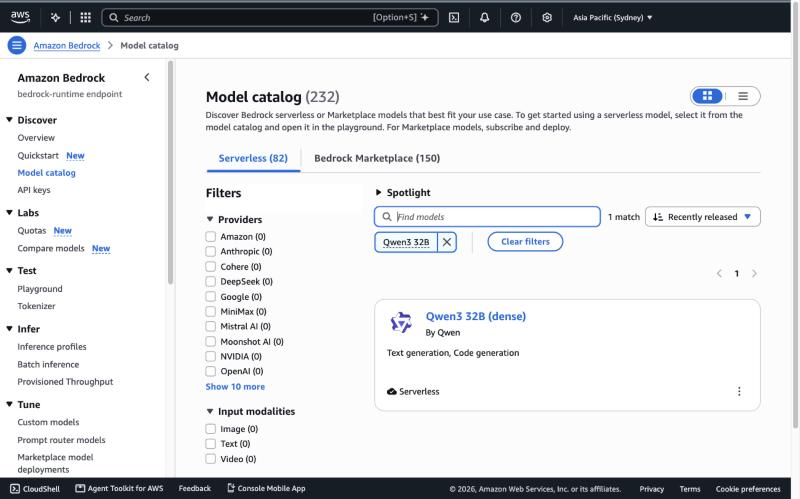 aws
Search
[Option+S]
Asia Pacific (Sydney)
Amazon Bedrock
Model catalog
Amazon Bedrock
bedrock-runtime endpoint
Discover
Overview
Quickstart New
Model catalog
API keys
Labs
Quotas New
Compare models New
Test
Playground
Tokenizer
Infer
Inference profiles
Batch inference
Provisioned Throughput
Tune
Custom models
Prompt router models
Marketplace model
deployments
Model catalog (232)
Discover Bedrock serverless or Marketplace models that best fit your use case. To get started using a serverless model, select it from the
model catalog and open it in the playground. For Marketplace models, subscribe and deploy.
Serverless (82)
Bedrock Marketplace (150)
Filters
Providers
Amazon (0)
Anthropic (0)
Cohere (0)
DeepSeek (0)
Google (0)
MiniMax (0)
Mistral AI (0)
Moonshot AI (0)
NVIDIA (0)
OpenAI (0)
Show 10 more
Input modalities
Image (0)
Text (0)
Video (0)
Spotlight
Find models
1 match
Recently released
Qwen3 32B
Clear filters
1
Qwen3 32B (dense)
By Qwen
Text generation, Code generation
Serverless
CloudShell
Agent Toolkit for AWS
Feedback
Console Mobile App
© 2026, Amazon Web Services, Inc. or its affiliates.
Privacy
Terms
Cookie preferences